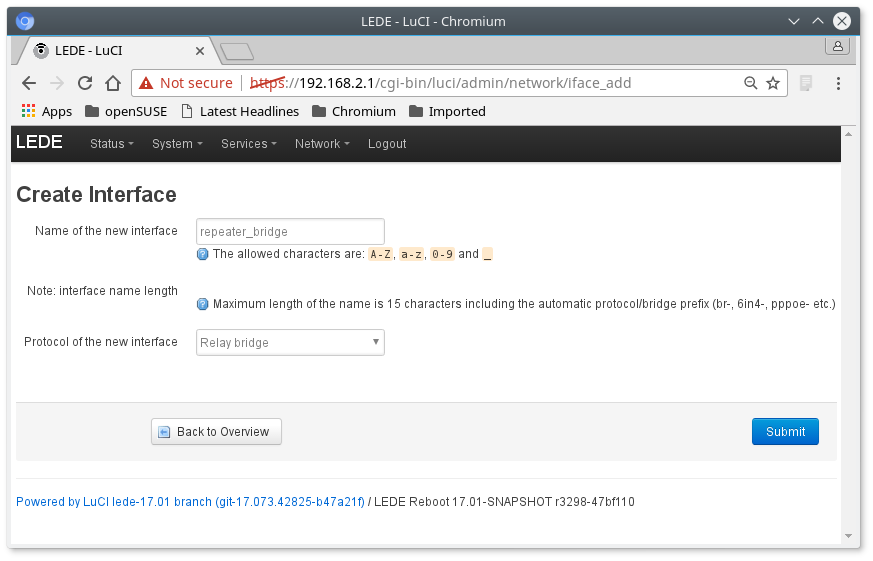 LEDE - LuCI - Chromium
LEDE - LuCI
Not secure https://192.168.2.1/cgi-bin/luci/admin/network/iface_add
Apps openSUSE Latest Headlines Chromium Imported
LEDE Status System Services Network Logout
Create Interface
Name of the new interface repeater_bridge
The allowed characters are: A-Z, a-z, 0-9 and _
Note: interface name length
Maximum length of the name is 15 characters including the automatic protocol/bridge prefix (br-, 6in4-, pppoe- etc.)
Protocol of the new interface Relay bridge
Back to Overview Submit
Powered by LuCI lede-17.01 branch (git-17.073.42825-b47a21f) / LEDE Reboot 17.01-SNAPSHOT r3298-47bf110